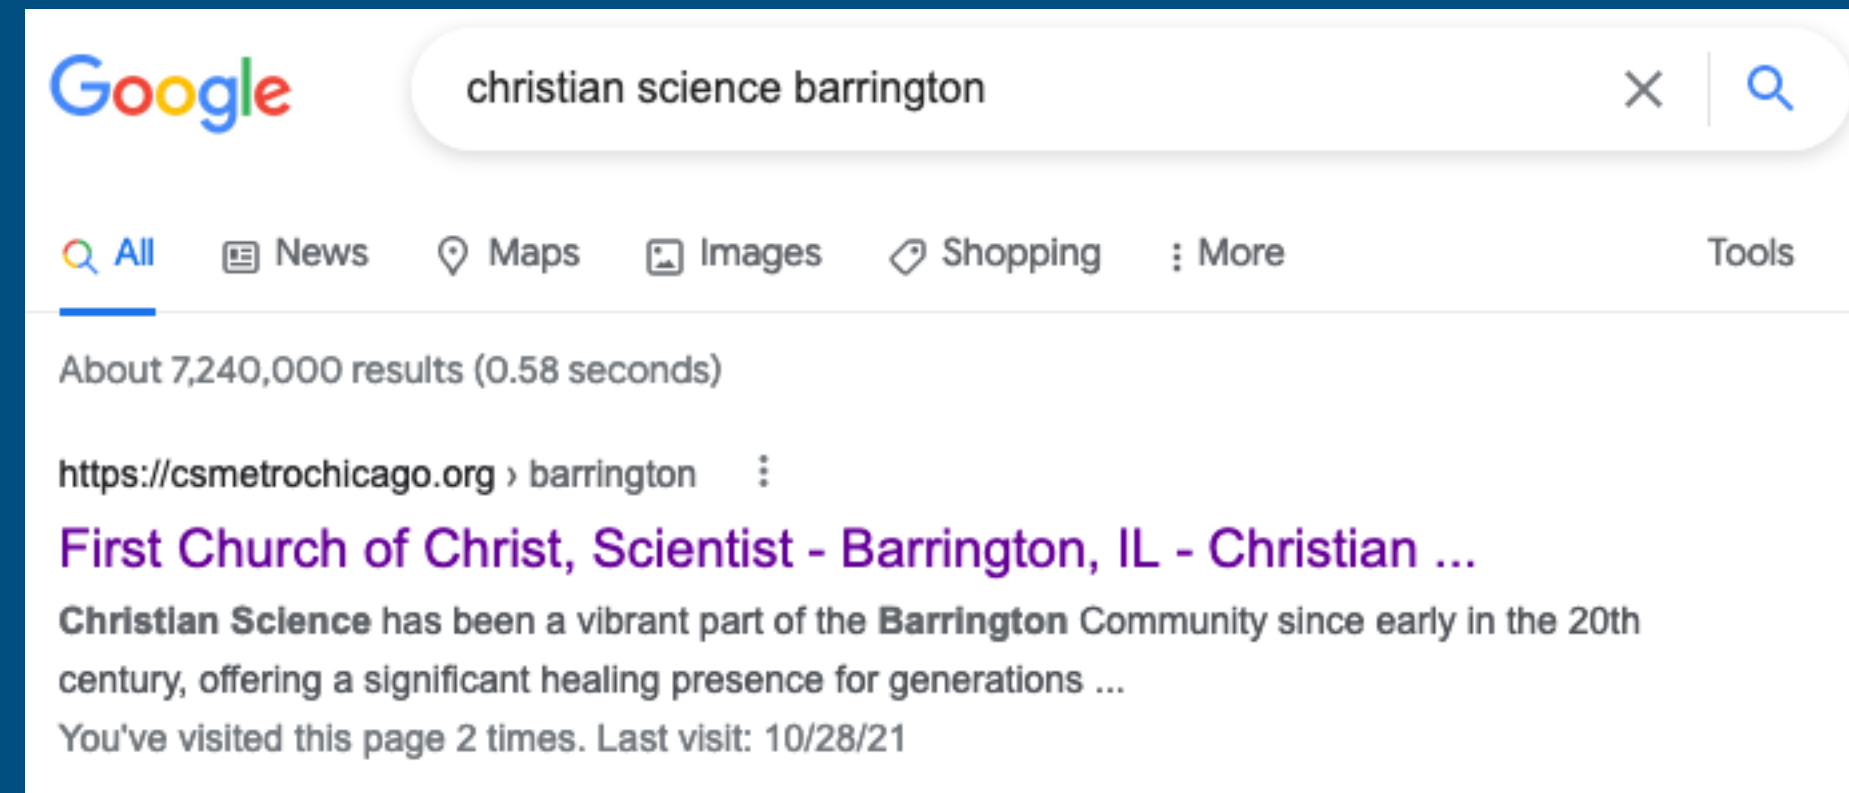 Google christian science barrington
All News Maps Images Shopping More Tools
About 7,240,000 results (0.58 seconds)
https://csmetrochicago.org › barrington
First Church of Christ, Scientist - Barrington, IL - Christian ...
Christian Science has been a vibrant part of the Barrington Community since early in the 20th
century, offering a significant healing presence for generations ...
You've visited this page 2 times. Last visit: 10/28/21